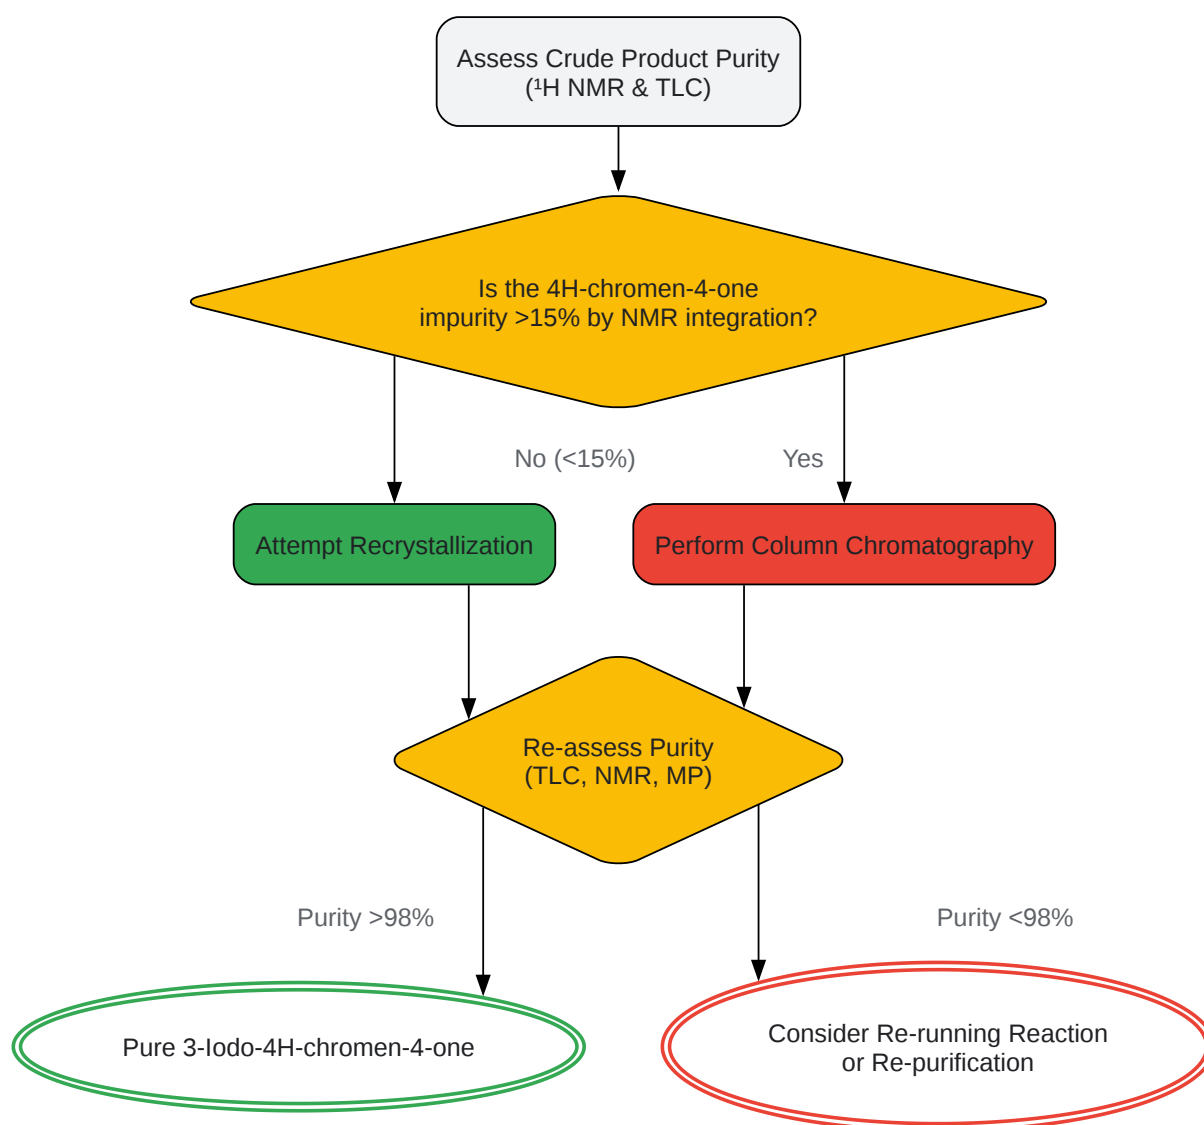 Assess Crude Product Purity
(¹H NMR & TLC)
Is the 4H-chromen-4-one
impurity >15% by NMR integration?
No (<15%)
Yes
Attempt Recrystallization
Perform Column Chromatography
Re-assess Purity
(TLC, NMR, MP)
Purity >98%
Purity <98%
Pure 3-Iodo-4H-chromen-4-one
Consider Re-running Reaction
or Re-purification